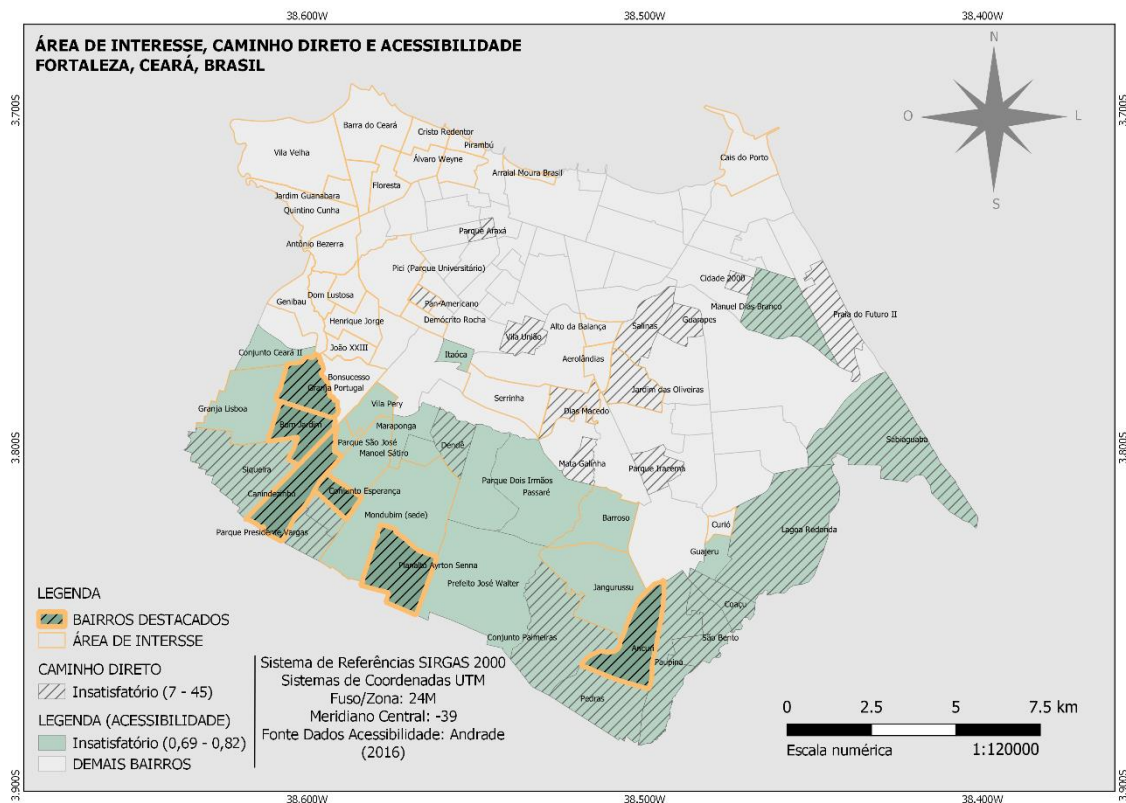 38.600W
38.500W
38.400W
ÁREA DE INTERESSE, CAMINHO DIRETO E ACESSIBILIDADE
FORTALEZA, CEARÁ, BRASIL
N
O
L
S
3.700S
3.700S
Barra do Ceará
Cristo Redentor
Pirambú
Vila Velha
Álvaro Weyne
Cais do Porto
Arraial Moura Brasil
Floresta
Jardim Guanabara
Quintino Cunha
Parque Araxá
Antônio Bezerra
Pici (Parque Universitário)
Cidade 2000
Dom Lustosa
Genibau
Pan-Americano
Manuel Dias Branco
Praia do Futuro II
Henrique Jorge
Demócrito Rocha
Guarapes
Alto da Balança
Salinas
Vila União
João XXIII
Conjunto Ceará II
Itaóca
Aerolândias
Bonsucesso
Granja Portugal
Jardim das Oliveiras
Serrinha
Vila Pery
Granja Lisboa
Dias Macedo
Bom Jardim
Maraponga
3.800S
3.800S
Parque São José
Dendê
Sabiaguaba
Manoel Sátiro
Mata Galinha
Siqueira
Parque Iracema
Parque Dois Irmãos
Passaré
Canindezinho
Conjunto Esperança
Mondubim (sede)
Barroso
Curió
Lagoa Redonda
Parque Presidente Vargas
Guajeru
Planalto Ayrton Senna
Prefeito José Walter
Jangurussu
Coaçu
Conjunto Palmeiras
São Bento
Ancuri
Paupina
Pedras
LEGENDA
BAIRROS DESTACADOS
ÁREA DE INTERSSE
CAMINHO DIRETO
Insatisfatório (7 - 45)
LEGENDA (ACESSIBILIDADE)
Insatisfatório (0,69 - 0,82)
DEMAIS BAIRROS
Sistema de Referências SIRGAS 2000
Sistemas de Coordenadas UTM
Fuso/Zona: 24M
Meridiano Central: -39
Fonte Dados Acessibilidade: Andrade
(2016)
0 2.5 5 7.5 km
Escala numérica 1:120000
3.900S
3.900S
38.600W
38.500W
38.400W